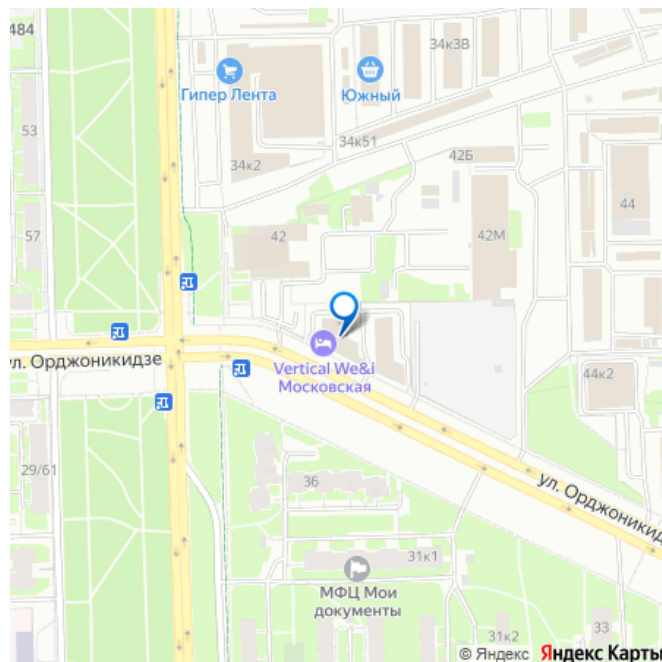 484
34к3В
Гипер Лента
Южный
53
34к51
34к2
42Б
44
57
42
42М
ул. Орджоникидзе
Vertical We&i
Московская
44к2
29/61
36
ул. Орджоникид
31к1
МФЦ Мои
документы
33
31к2
© Яндекс Яндекс Карты